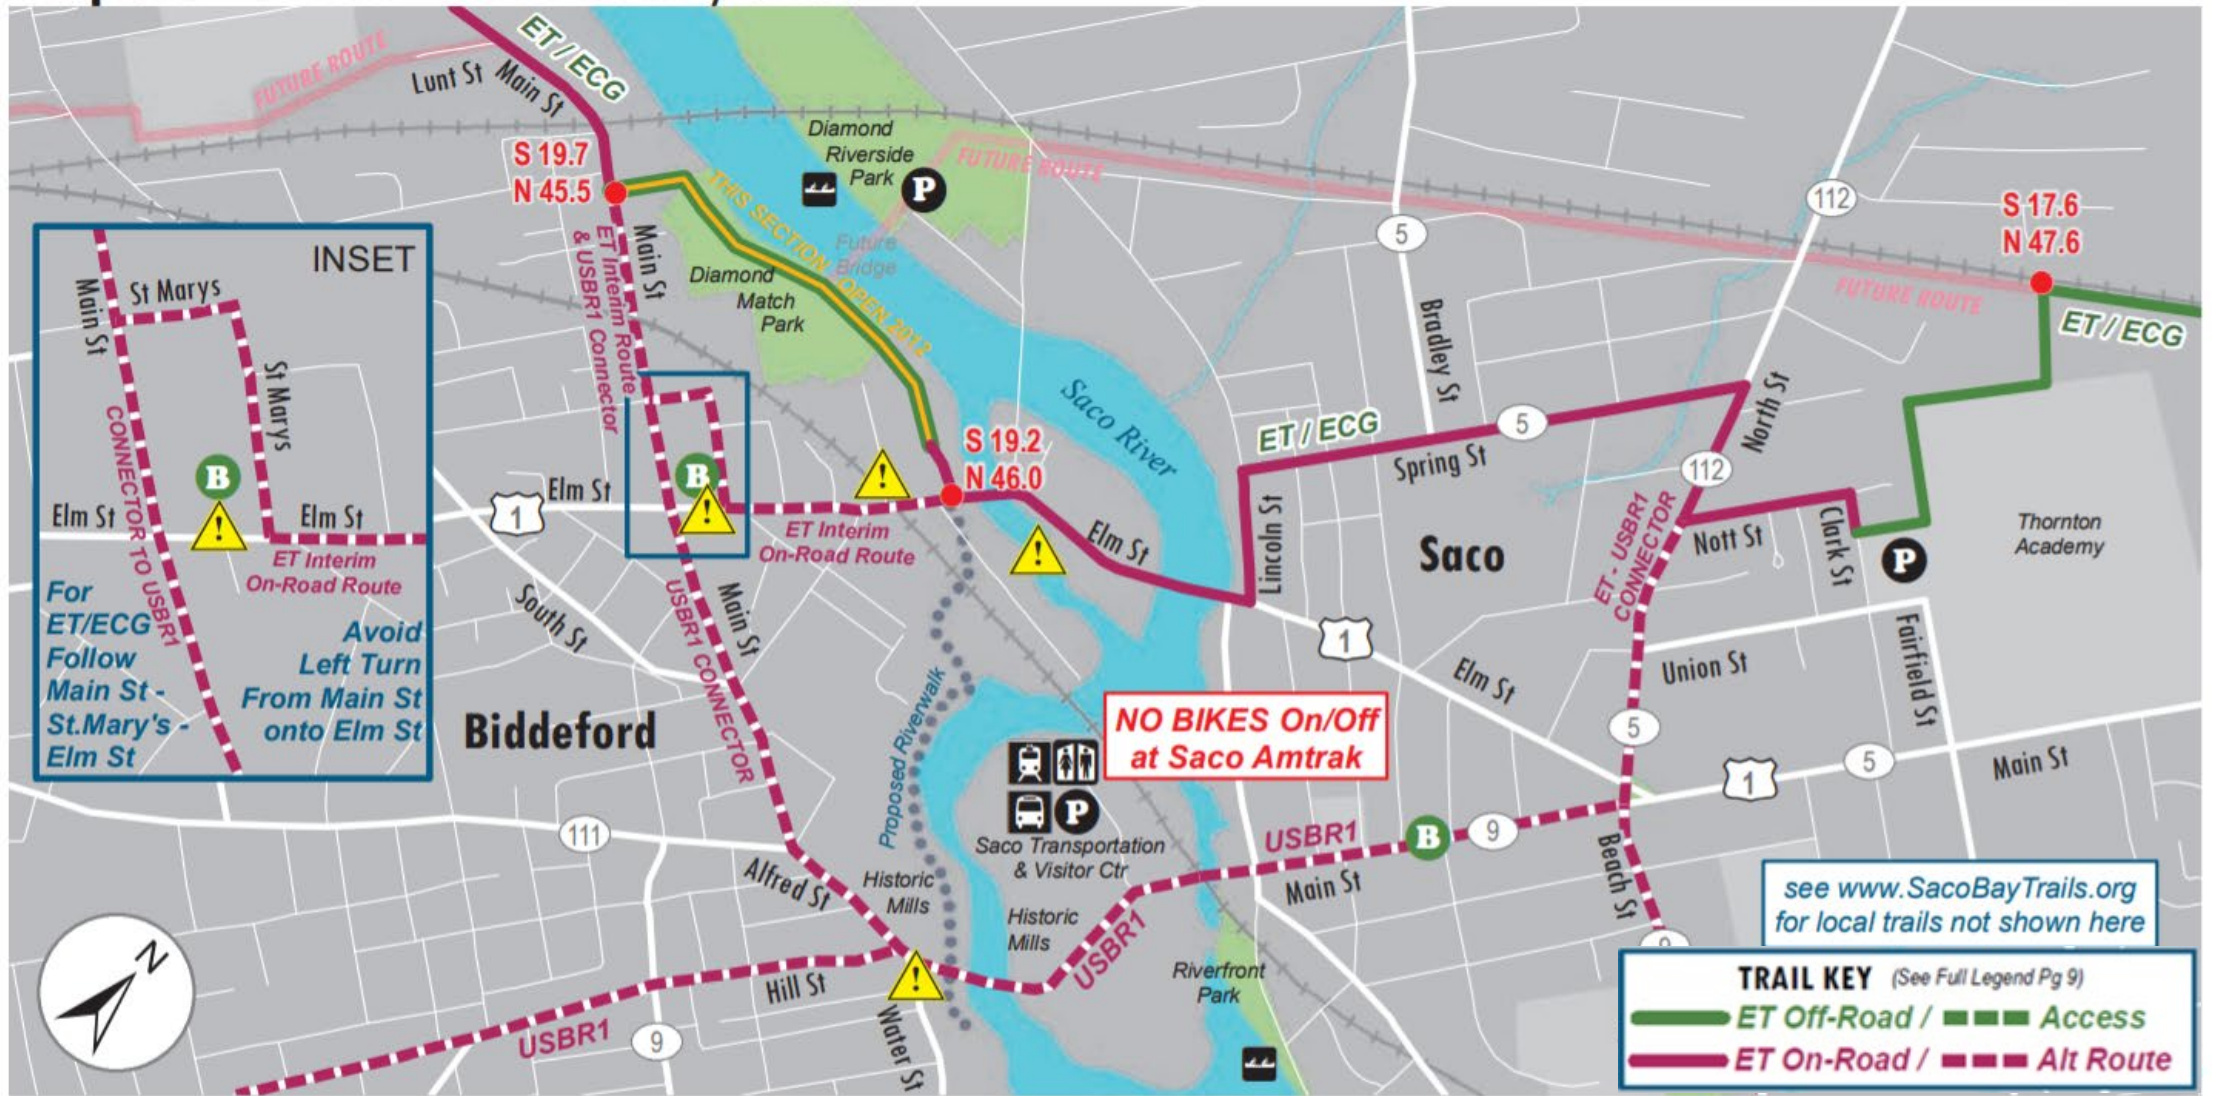 ET / ECG
FUTURE ROUTE
Lunt St
Main St
S 19.7
N 45.5
Diamond
Riverside
Park
P
FUTURE ROUTE
THIS SECTION OPEN 2012
Future
Bridge
Diamond
Match
Park
Main St
ET Interim Route
& USBR1 Connector
5
112
S 17.6
N 47.6
FUTURE ROUTE
ET / ECG
INSET
Main St
St Marys
St Marys
CONNECTOR TO USBR1
B
!
Elm St
Elm St
ET Interim
On-Road Route
For
ET/ECG
Follow
Main St -
St.Mary's -
Elm St
Avoid
Left Turn
From Main St
onto Elm St
Bradley St
Saco River
ET / ECG
5
Spring St
North St
112
S 19.2
N 46.0
!
B
!
Elm St
1
ET Interim
On-Road Route
!
Elm St
Lincoln St
Saco
ET - USBR1
CONNECTOR
Nott St
Clark St
P
Thornton
Academy
South St
Main St
USBR1 CONNECTOR
1
Elm St
Union St
Fairfield St
Biddeford
Proposed Riverwalk
NO BIKES On/Off
at Saco Amtrak
5
1
5
Main St
P
Saco Transportation
& Visitor Ctr
111
Alfred St
Historic
Mills
Historic
Mills
USBR1
B
9
Main St
Beach St
9
see www.SacoBayTrails.org
for local trails not shown here
N
USBR1
Hill St
!
Water St
9
USBR1
Riverfront
Park
TRAIL KEY (See Full Legend Pg 9)
ET Off-Road / Access
ET On-Road / Alt Route